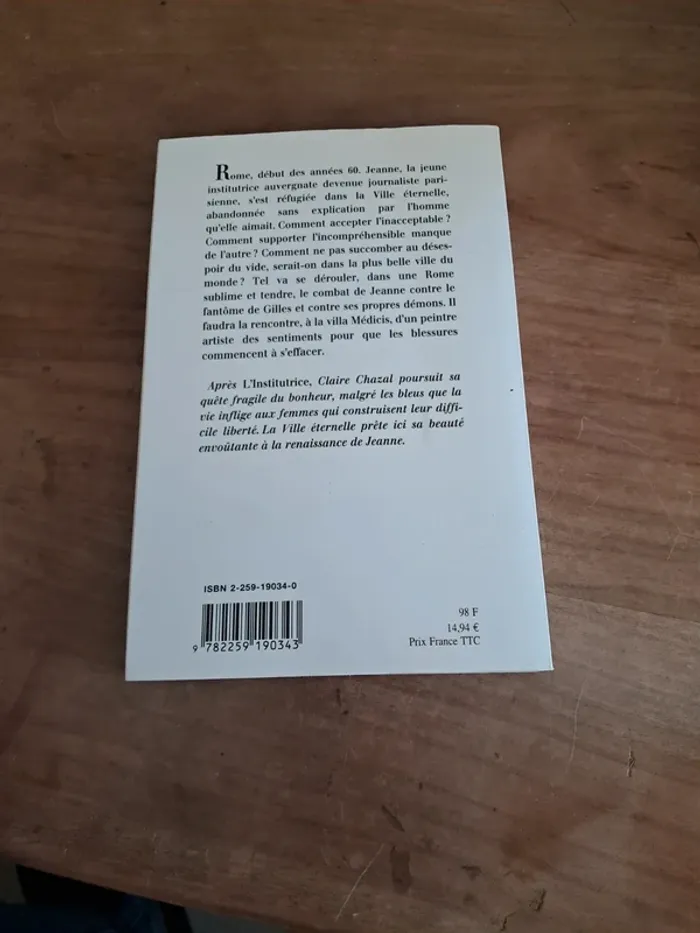 Rome, début des années 60. Jeanne, la jeune
institutrice auvergnate devenue journaliste pari-
sienne, s'est réfugiée dans la Ville éternelle,
abandonnée sans explication par l'homme
qu'elle aimait. Comment accepter l'inacceptable ?
Comment supporter l'incompréhensible manque
de l'autre ? Comment ne pas succomber au déses-
poir du vide, serait-on dans la plus belle ville du
monde ? Tel va se dérouler, dans une Rome
sublime et tendre, le combat de Jeanne contre le
fantôme de Gilles et contre ses propres démons. Il
faudra la rencontre, à la villa Médicis, d'un peintre
artiste des sentiments pour que les blessures
commencent à s'effacer.
Après L'Institutrice, Claire Chazal poursuit sa
quête fragile du bonheur, malgré les bleus que la
vie inflige aux femmes qui construisent leur diffi-
cile liberté. La Ville éternelle prête ici sa beauté
envoûtante à la renaissance de Jeanne.
ISBN 2-259-19034-0
9 782259 190343
98 F
14,94 €
Prix France TTC